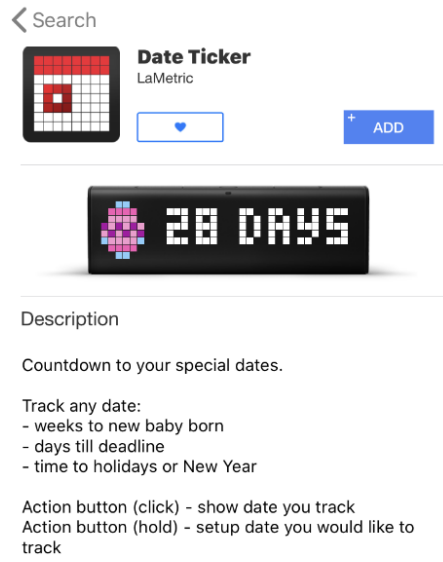 Search
Date Ticker
LaMetric
+ ADD
28 DAYS
Description
Countdown to your special dates.
Track any date:
- weeks to new baby born
- days till deadline
- time to holidays or New Year
Action button (click) - show date you track
Action button (hold) - setup date you would like to
track